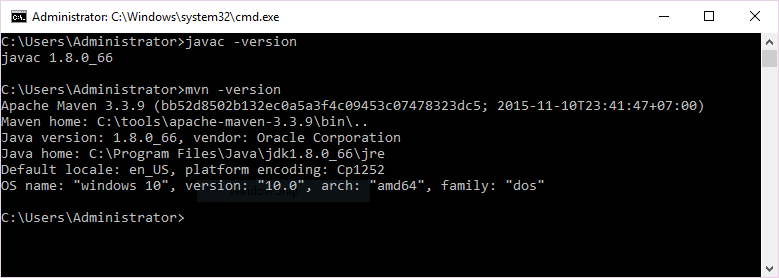 Administrator: C:\Windows\system32\cmd.exe
C:\Users\Administrator>javac -version
javac 1.8.0_66
C:\Users\Administrator>mvn -version
Apache Maven 3.3.9 (bb52d8502b132ec0a5a3f4c09453c07478323dc5; 2015-11-10T23:41:47+07:00)
Maven home: C:\tools\apache-maven-3.3.9\bin\..
Java version: 1.8.0_66, vendor: Oracle Corporation
Java home: C:\Program Files\Java\jdk1.8.0_66\jre
Default locale: en_US, platform encoding: Cp1252
OS name: "windows 10", version: "10.0", arch: "amd64", family: "dos"
C:\Users\Administrator>